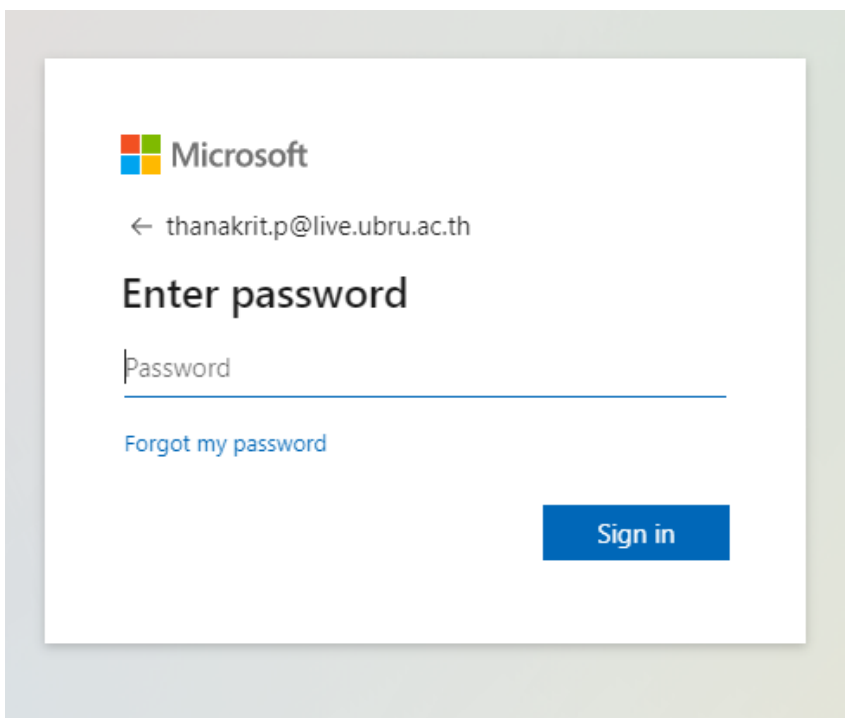 Microsoft
← thanakrit.p@live.ubru.ac.th
Enter password
Password
Forgot my password
Sign in